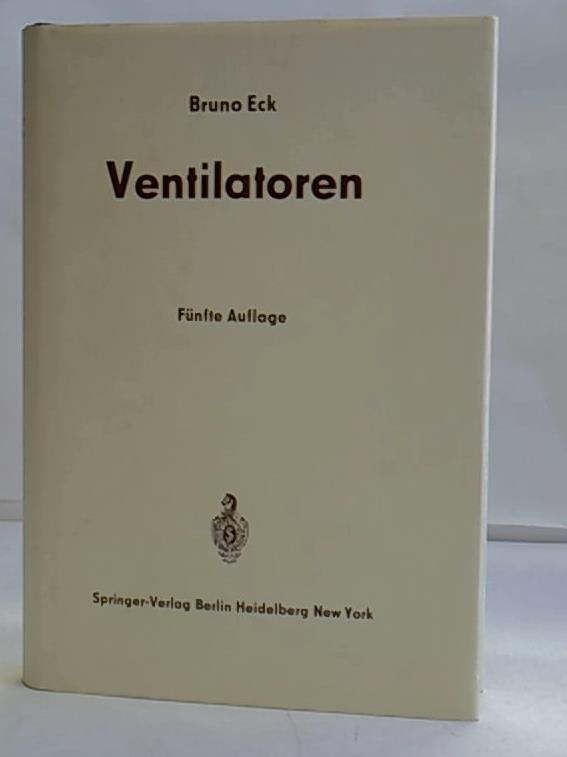 Bruno Eck
Ventilatoren
Fünfte Auflage
Springer-Verlag Berlin Heidelberg New York